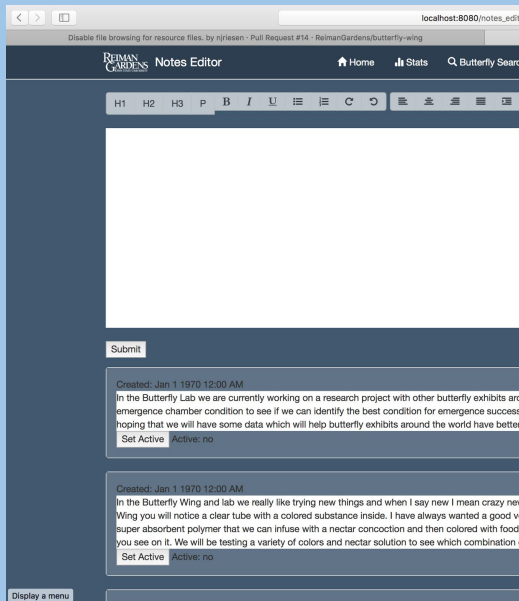 localhost:8080/notes_edit
Disable file browsing for resource files. by njriesen · Pull Request #14 · ReimanGardens/butterfly-wing
REIMAN GARDENS Notes Editor Home Stats Q Butterfly Searc
H1 H2 H3 P B I U
Submit
Created: Jan 1 1970 12:00 AM
In the Butterfly Lab we are currently working on a research project with other butterfly exhibits aro
emergence chamber condition to see if we can identify the best condition for emergence success
hoping that we will have some data which will help butterfly exhibits around the world have better
Set Active Active: no
Created: Jan 1 1970 12:00 AM
In the Butterfly Wing and lab we really like trying new things and when I say new I mean crazy new
Wing you will notice a clear tube with a colored substance inside. I have always wanted a good v
super absorbent polymer that we can infuse with a nectar concoction and then colored with food
you see on it. We will be testing a variety of colors and nectar solution to see which combination
Set Active Active: no
Display a menu